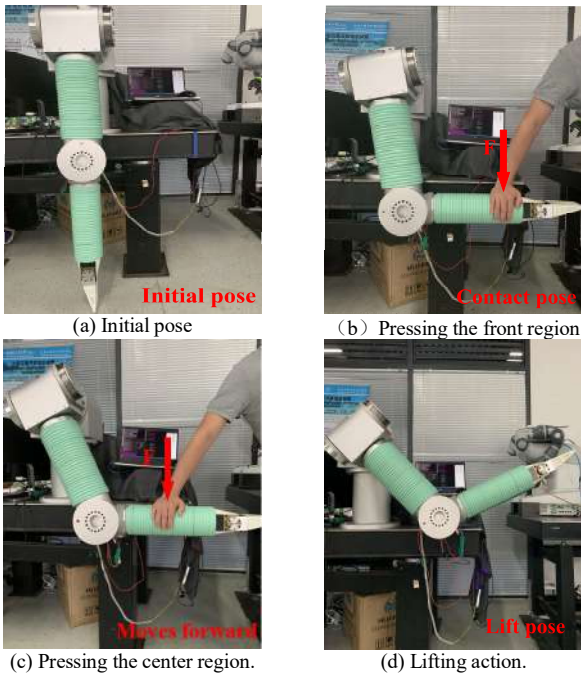 Initial pose
F
Contact pose
(a) Initial pose
（b）Pressing the front region
Moves forward
Lift pose
(c) Pressing the center region.
(d) Lifting action.